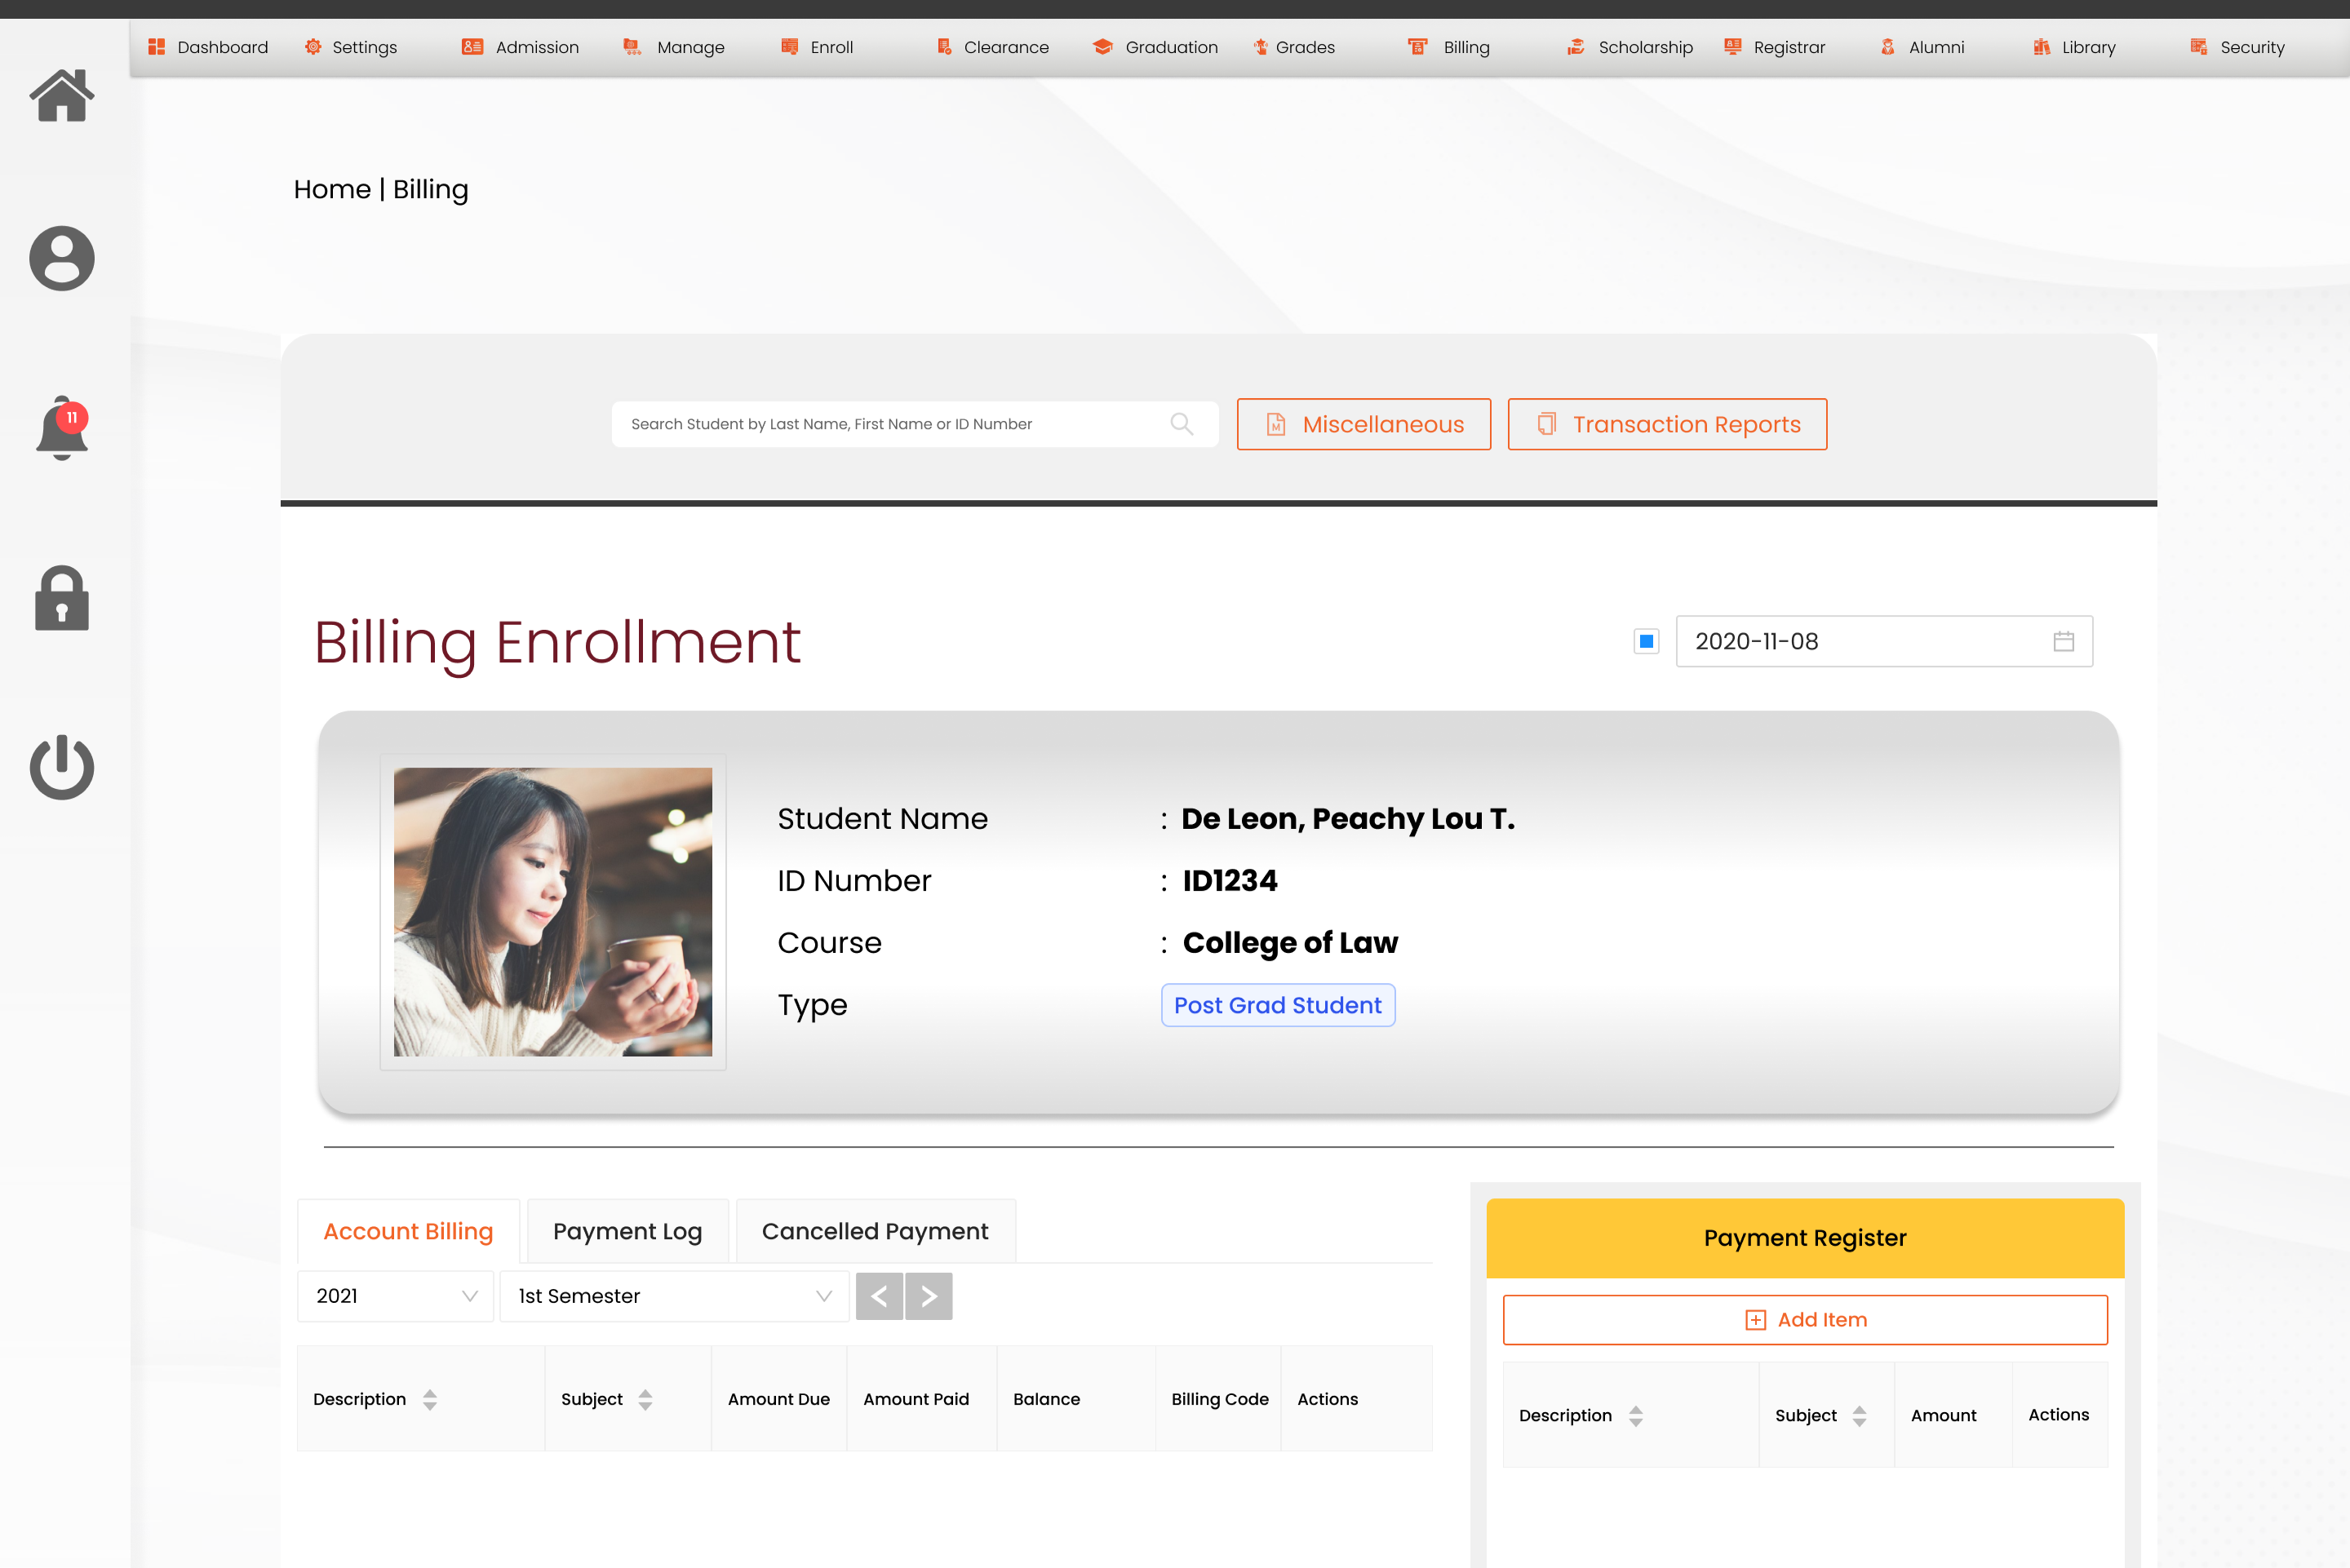 Dashboard Settings Admission Manage Enroll Clearance Graduation Grades Billing Scholarship Registrar Alumni Library Security
Home | Billing
11
Search Student by Last Name, First Name or ID Number Miscellaneous Transaction Reports
Billing Enrollment 2020-11-08
Student Name : De Leon, Peachy Lou T.
ID Number : ID1234
Course : College of Law
Type Post Grad Student
Account Billing Payment Log Cancelled Payment
2021 1st Semester < >
Description Subject Amount Due Amount Paid Balance Billing Code Actions
Payment Register
Add Item
Description Subject Amount Actions